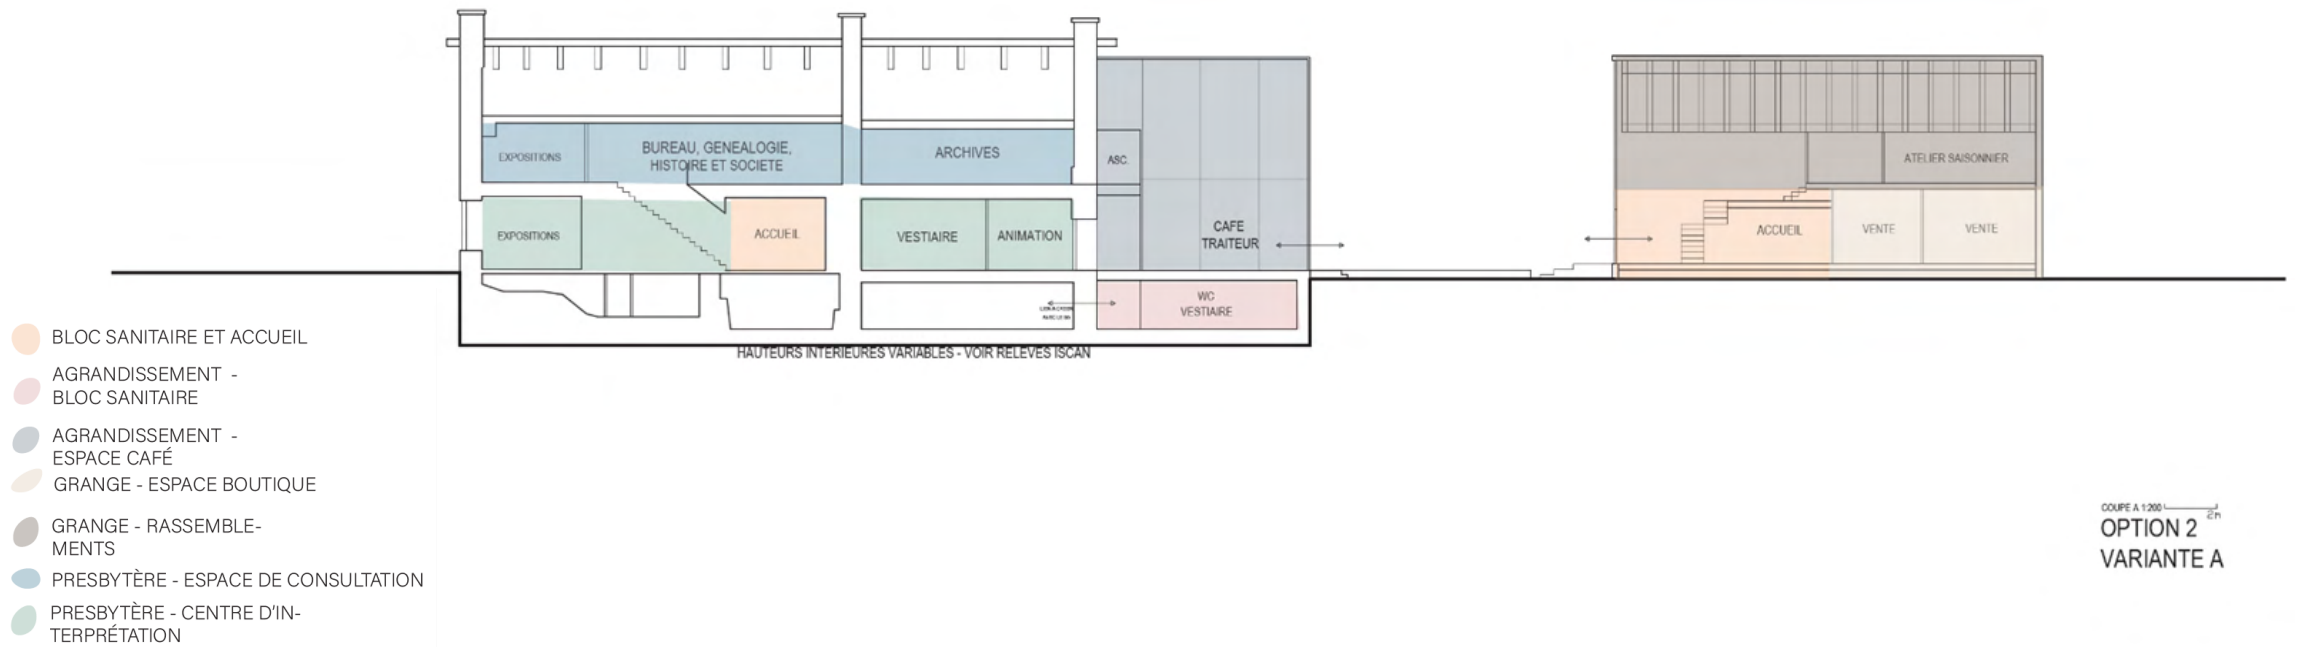 EXPOSITIONS
BUREAU, GENEALOGIE,
HISTOIRE ET SOCIETE
ARCHIVES
ASC.
ATELIER SAISONNIER
EXPOSITIONS
ACCUEIL
VESTIAIRE
ANIMATION
CAFE
TRAITEUR
ACCUEIL
VENTE
VENTE
WC
VESTIAIRE
HAUTEURS INTERIEURES VARIABLES - VOIR RELEVES ISCAN
BLOC SANITAIRE ET ACCUEIL
AGRANDISSEMENT -
BLOC SANITAIRE
AGRANDISSEMENT -
ESPACE CAFÉ
GRANGE - ESPACE BOUTIQUE
GRANGE - RASSEMBLE-
MENTS
PRESBYTÈRE - ESPACE DE CONSULTATION
PRESBYTÈRE - CENTRE D'IN-
TERPRÉTATION
COUPE A 1:200
2m
OPTION 2
VARIANTE A